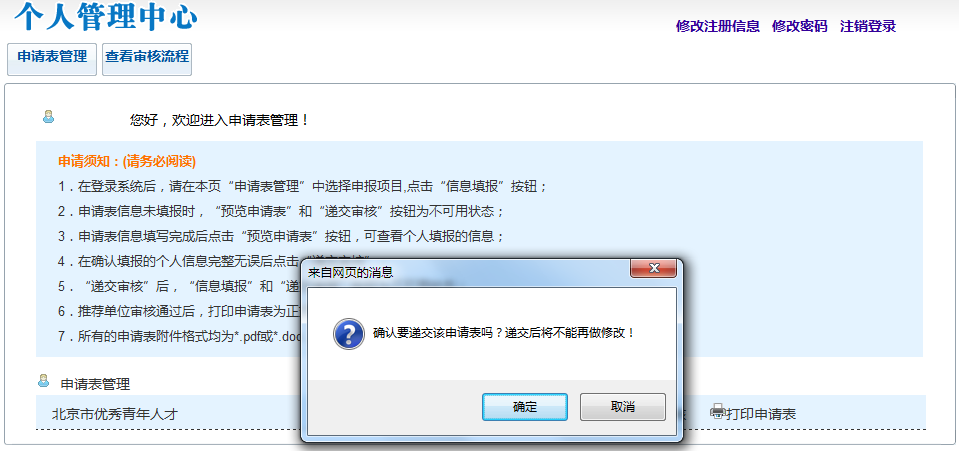 个人管理中心
修改注册信息 修改密码 注销登录
申请表管理 查看审核流程
您好，欢迎进入申请表管理！
申请须知：(请务必阅读)
1．在登录系统后，请在本页“申请表管理”中选择申报项目,点击“信息填报”按钮；
2．申请表信息未填报时，“预览申请表”和“递交审核”按钮为不可用状态；
3．申请表信息填写完成后点击“预览申请表”按钮，可查看个人填报的信息；
4．在确认填报的个人信息完整无误后点击
5．“递交审核”后，“信息填报”和“递
6．推荐单位审核通过后，打印申请表为正
7．所有的申请表附件格式均为*.pdf或*.doc
来自网页的消息
确认要递交该申请表吗？递交后将不能再做修改！
确定 取消
申请表管理
北京市优秀青年人才 打印申请表